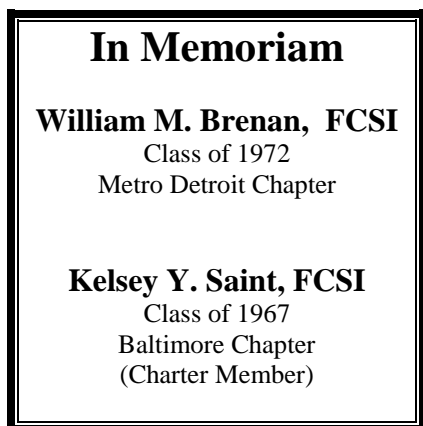 In Memoriam
William M. Brenan,  FCSI
Class of 1972
Metro Detroit Chapter
Kelsey Y. Saint, FCSI
Class of 1967
Baltimore Chapter
(Charter Member)